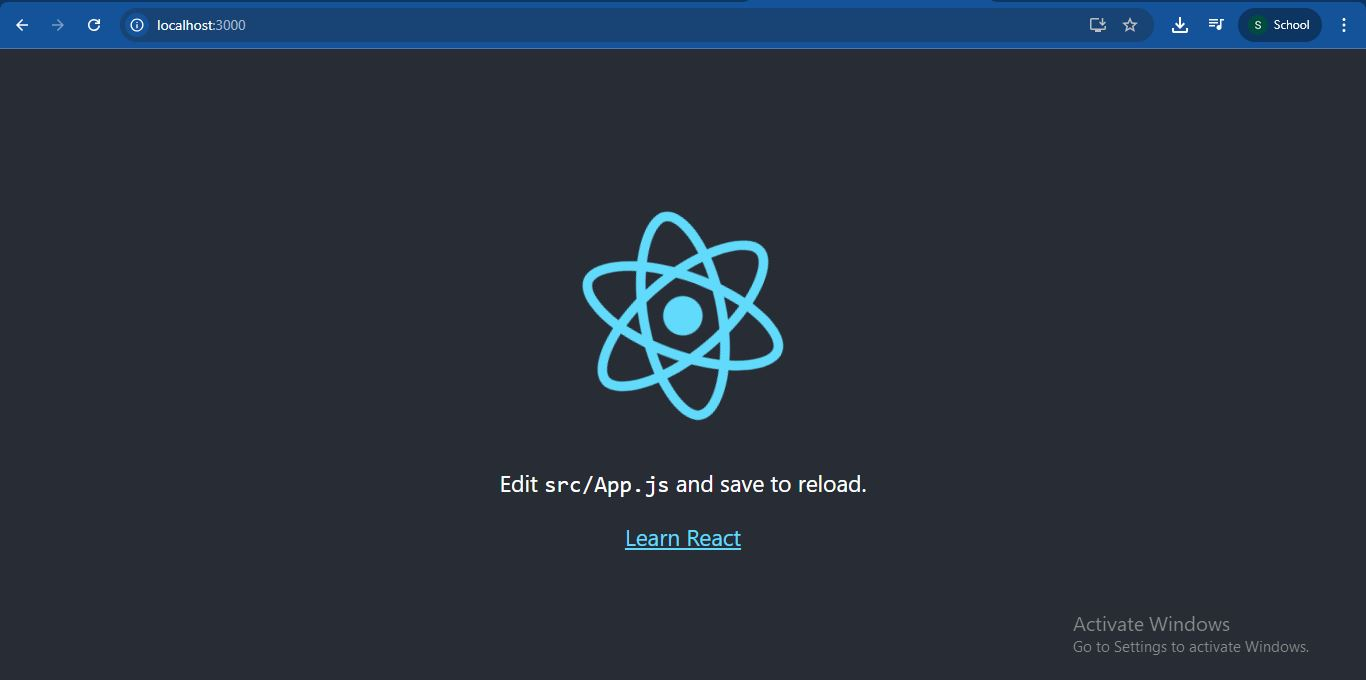 localhost:3000
S School
Edit src/App.js and save to reload.
Learn React
Activate Windows
Go to Settings to activate Windows.